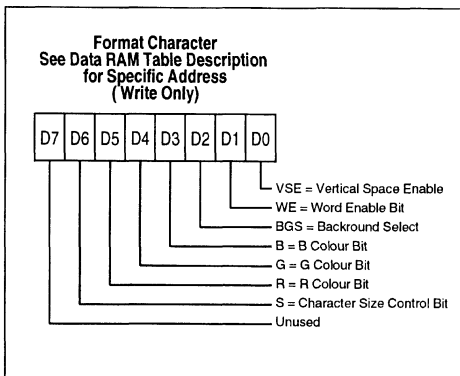 Format Character
See Data RAM Table Description
for Specific Address
( Write Only)
D7 D6 D5 D4 D3 D2 D1 D0
VSE = Vertical Space Enable
WE = Word Enable Bit
BGS = Backround Select
B = B Colour Bit
G = G Colour Bit
R = R Colour Bit
S = Character Size Control Bit
Unused